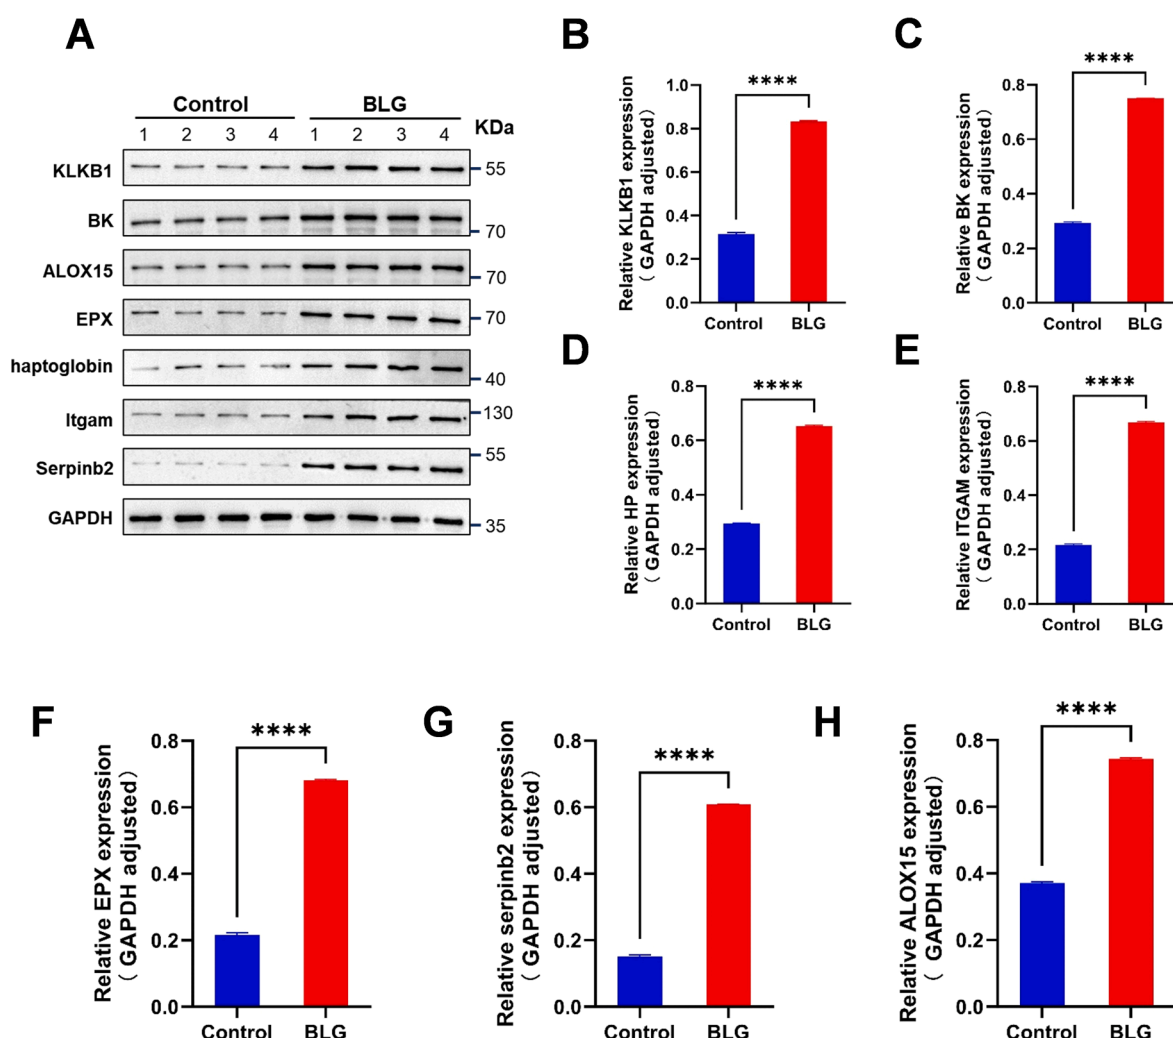 A
Control BLG
1 2 3 4 1 2 3 4 KDa
KLKB1 55
BK 70
ALOX15 70
EPX 70
haptoglobin 40
Itgam 130
Serpinb2 55
GAPDH 35
B
Relative KLKB1 expression
( GAPDH adjusted)
1.0
0.8
0.6
0.4
0.2
0.0
****
Control BLG
C
Relative BK expression
( GAPDH adjusted)
0.8
0.6
0.4
0.2
0.0
****
Control BLG
D
Relative HP expression
( GAPDH adjusted)
0.8
0.6
0.4
0.2
0.0
****
Control BLG
E
Relative ITGAM expression
( GAPDH adjusted)
0.8
0.6
0.4
0.2
0.0
****
Control BLG
F
Relative EPX expression
( GAPDH adjusted)
0.8
0.6
0.4
0.2
0.0
****
Control BLG
G
Relative serpinb2 expression
( GAPDH adjusted)
0.8
0.6
0.4
0.2
0.0
****
Control BLG
H
Relative ALOX15 expression
( GAPDH adjusted)
0.8
0.6
0.4
0.2
0.0
****
Control BLG